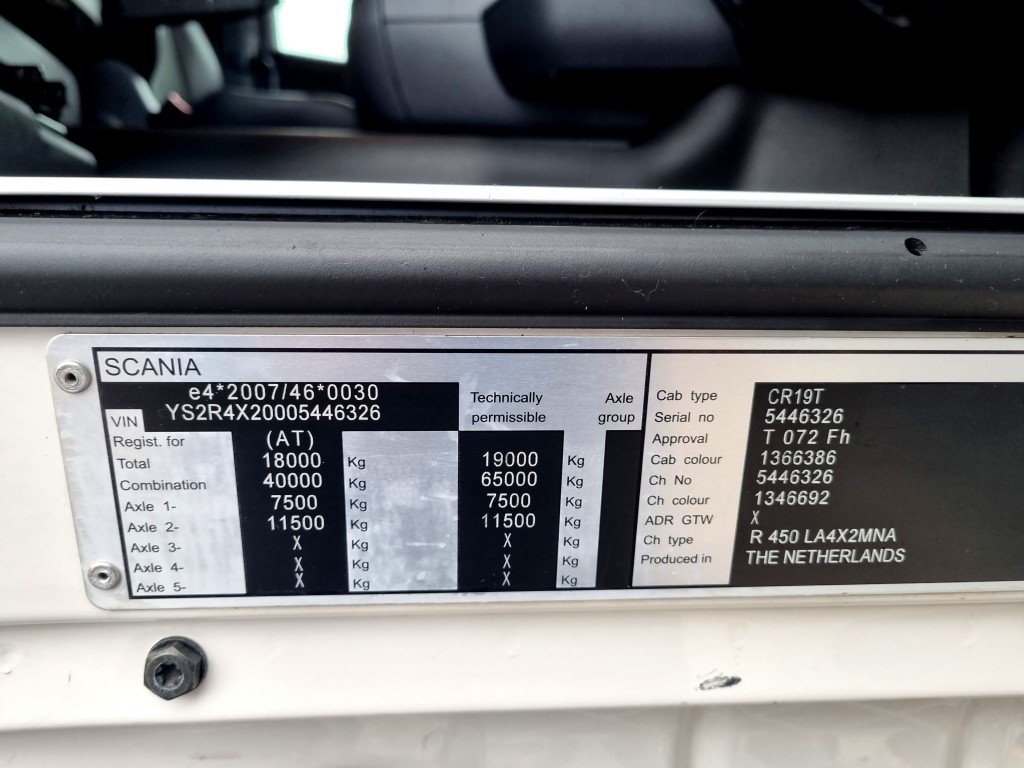 SCANIA
e4*2007/46*0030
VIN YS2R4X20005446326
Technically permissible
Axle group
Regist. for (AT)
Total 18000 Kg 19000 Kg
Combination 40000 Kg 65000 Kg
Axle 1- 7500 Kg 7500 Kg
Axle 2- 11500 Kg 11500 Kg
Axle 3- X Kg X Kg
Axle 4- X Kg X Kg
Axle 5- X Kg X Kg
Cab type CR19T
Serial no 5446326
Approval T 072 Fh
Cab colour 1366386
Ch No 5446326
Ch colour 1346692
ADR GTW X
Ch type R 450 LA4X2MNA
Produced in THE NETHERLANDS